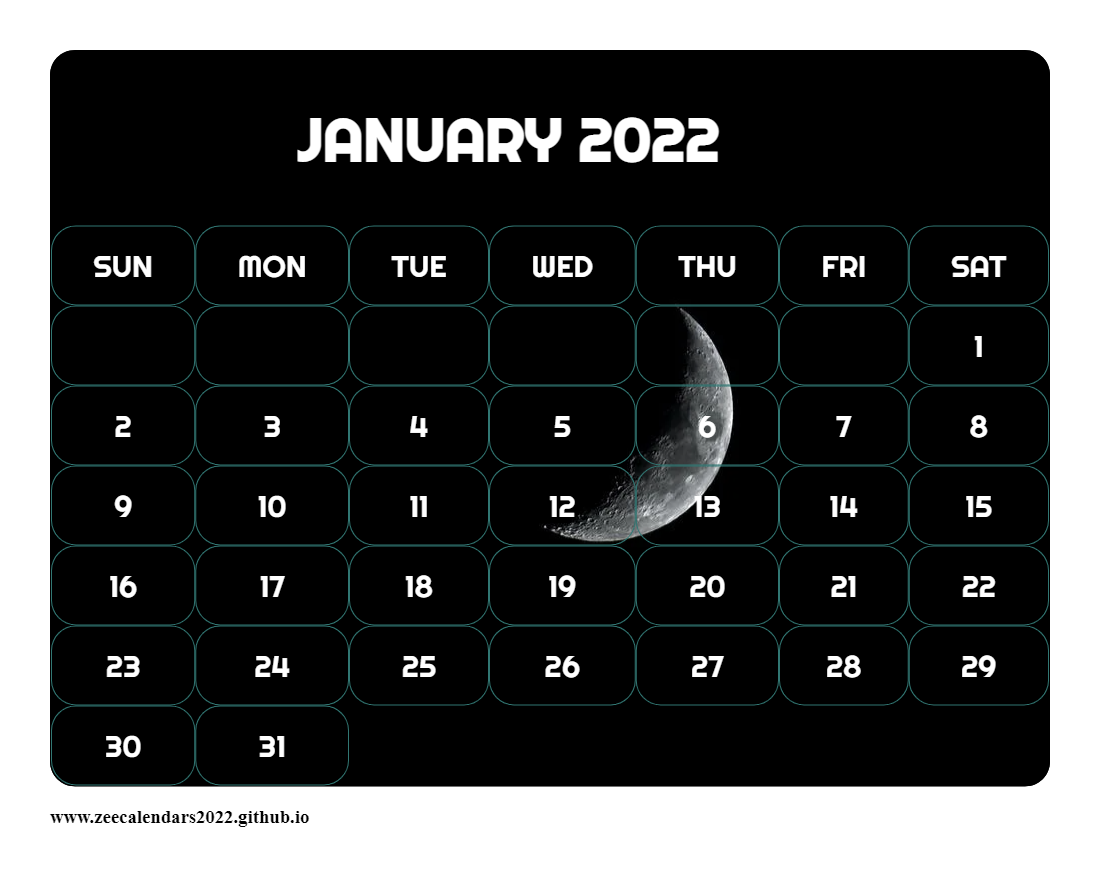 JANUARY 2022
SUN MON TUE WED THU FRI SAT
1
2 3 4 5 6 7 8
9 10 11 12 13 14 15
16 17 18 19 20 21 22
23 24 25 26 27 28 29
30 31
www.zeecalendars2022.github.io